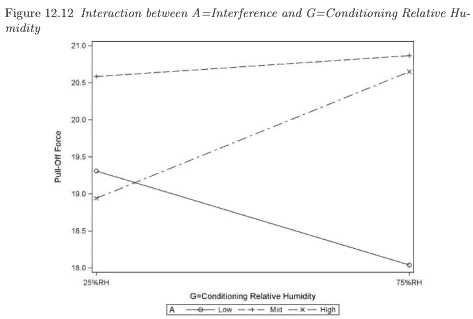 Figure 12.12 Interaction between A=Interference and G=Conditioning Relative Hu-
midity
21.0
20.5
20.0
19.5
19.0
18.5
18.0
Pull-Off Force
25%RH 75%RH
G=Conditioning Relative Humidity
A Low Mid High